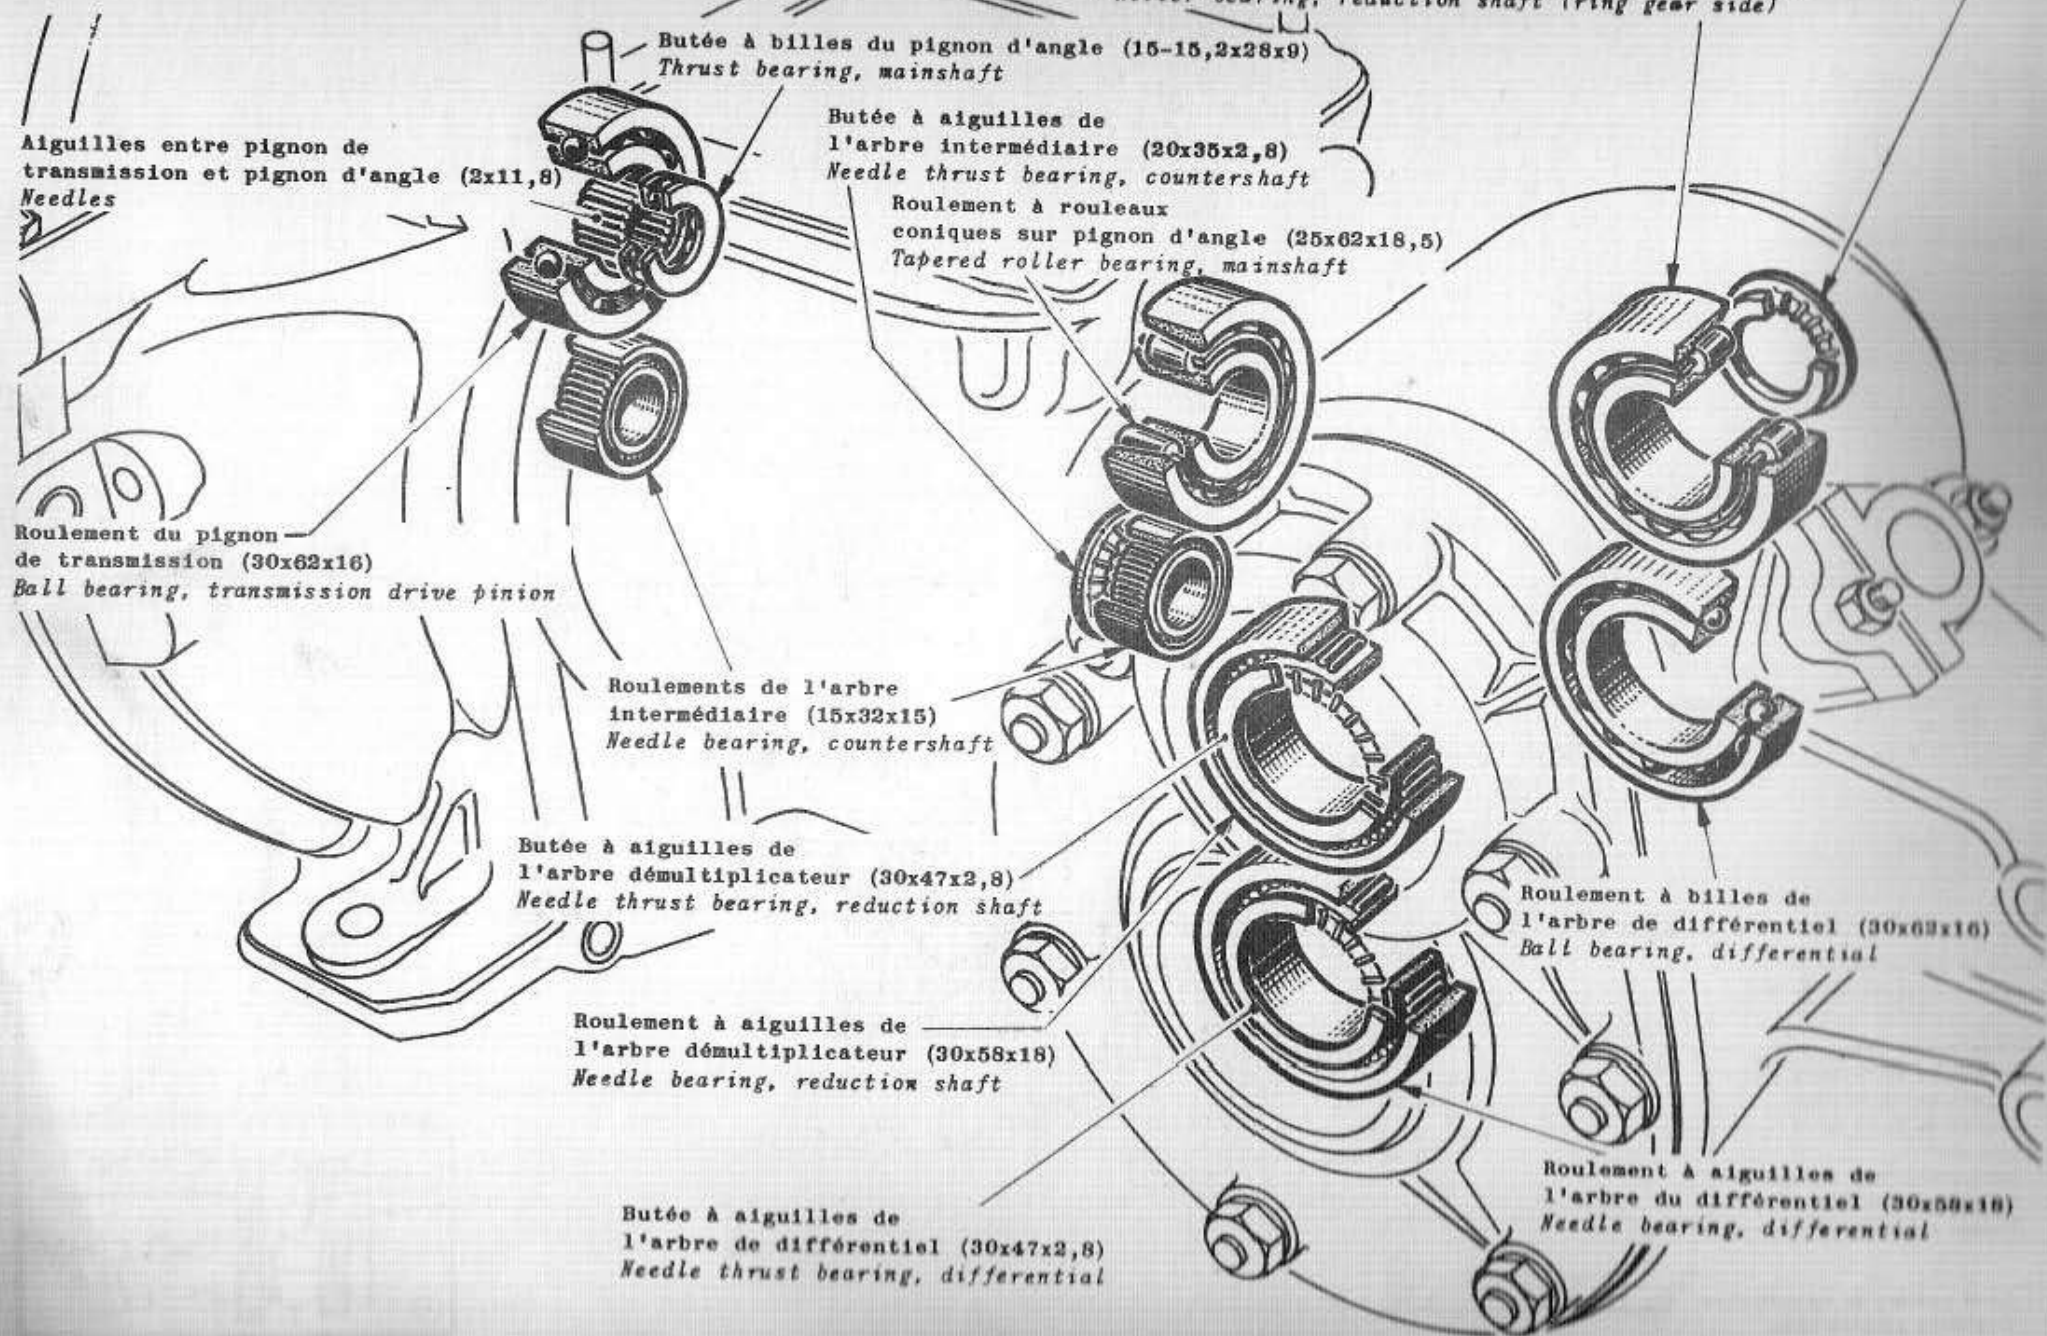 bearing, reduction shaft (ring gear side)
Butée à billes du pignon d'angle (15-15,2x28x9)
Thrust bearing, mainshaft
Butée à aiguilles de
l'arbre intermédiaire (20x35x2,8)
Needle thrust bearing, countershaft
Aiguilles entre pignon de
transmission et pignon d'angle (2x11,8)
Needles
Roulement à rouleaux
coniques sur pignon d'angle (25x62x18,5)
Tapered roller bearing, mainshaft
Roulement du pignon
de transmission (30x62x16)
Ball bearing, transmission drive pinion
Roulements de l'arbre
intermédiaire (15x32x15)
Needle bearing, countershaft
Butée à aiguilles de
l'arbre démultiplicateur (30x47x2,8)
Needle thrust bearing, reduction shaft
Roulement à billes de
l'arbre de différentiel (30x62x16)
Ball bearing, differential
Roulement à aiguilles de
l'arbre démultiplicateur (30x58x18)
Needle bearing, reduction shaft
Roulement à aiguilles de
l'arbre du différentiel (30x58x18)
Needle bearing, differential
Butée à aiguilles de
l'arbre de différentiel (30x47x2,8)
Needle thrust bearing, differential